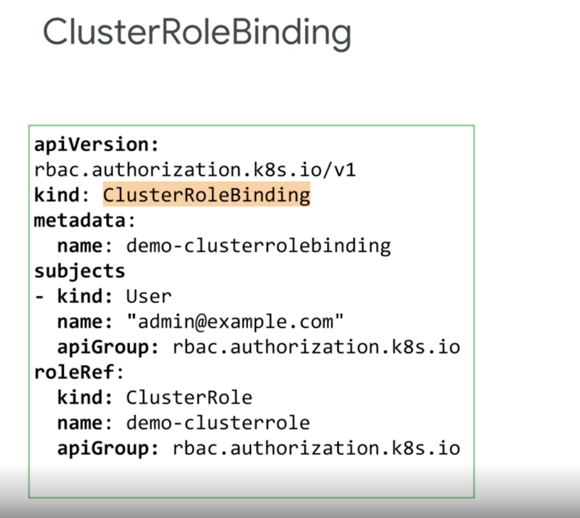 ClusterRoleBinding
apiVersion:
rbac.authorization.k8s.io/v1
kind: ClusterRoleBinding
metadata:
  name: demo-clusterrolebinding
subjects
- kind: User
  name: "admin@example.com"
  apiGroup: rbac.authorization.k8s.io
roleRef:
  kind: ClusterRole
  name: demo-clusterrole
  apiGroup: rbac.authorization.k8s.io